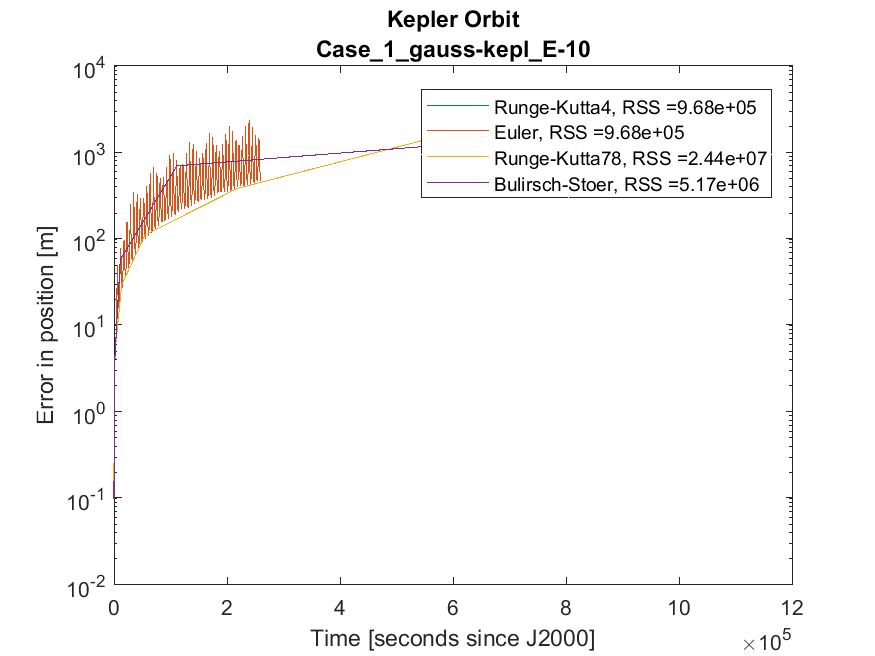 Kepler Orbit
Case_1_gauss-kepl_E-10
10^4
10^3
10^2
10^1
10^0
10^-1
10^-2
Error in position [m]
Runge-Kutta4, RSS =9.68e+05
Euler, RSS =9.68e+05
Runge-Kutta78, RSS =2.44e+07
Bulirsch-Stoer, RSS =5.17e+06
0 2 4 6 8 10 12
Time [seconds since J2000]
×10^5